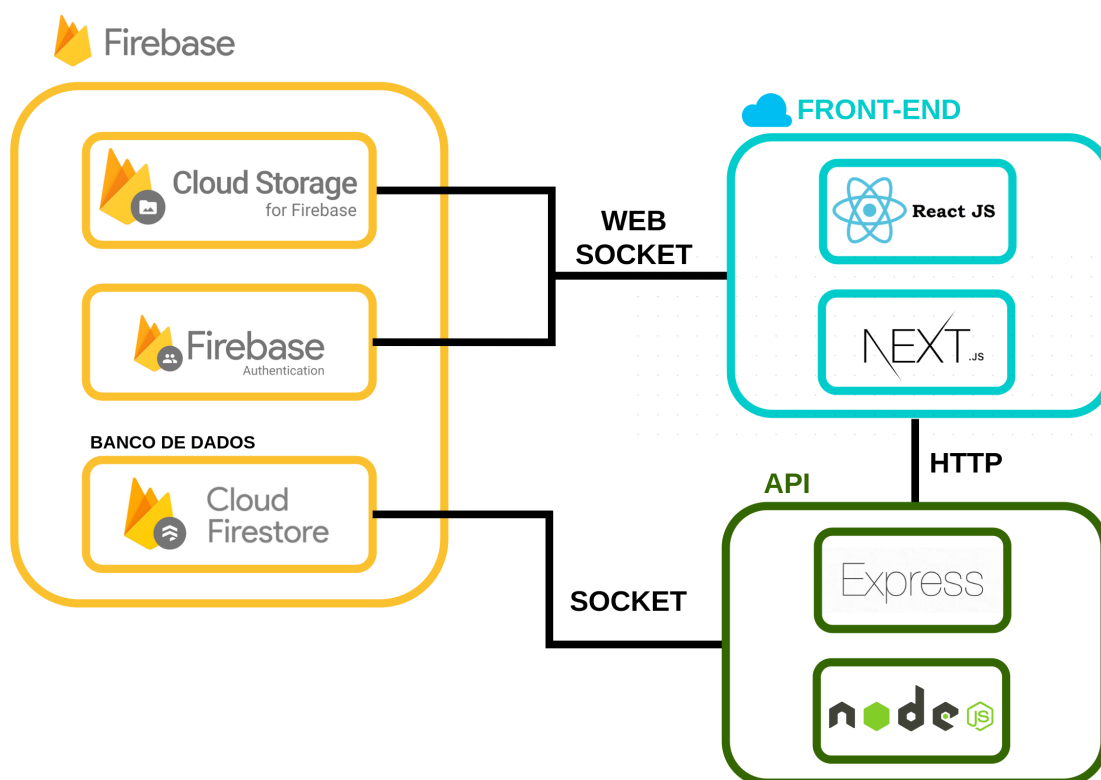 Firebase
Cloud Storage
for Firebase
Firebase
Authentication
BANCO DE DADOS
Cloud
Firestore
WEB
SOCKET
SOCKET
FRONT-END
React JS
NEXT.JS
HTTP
API
Express
node JS